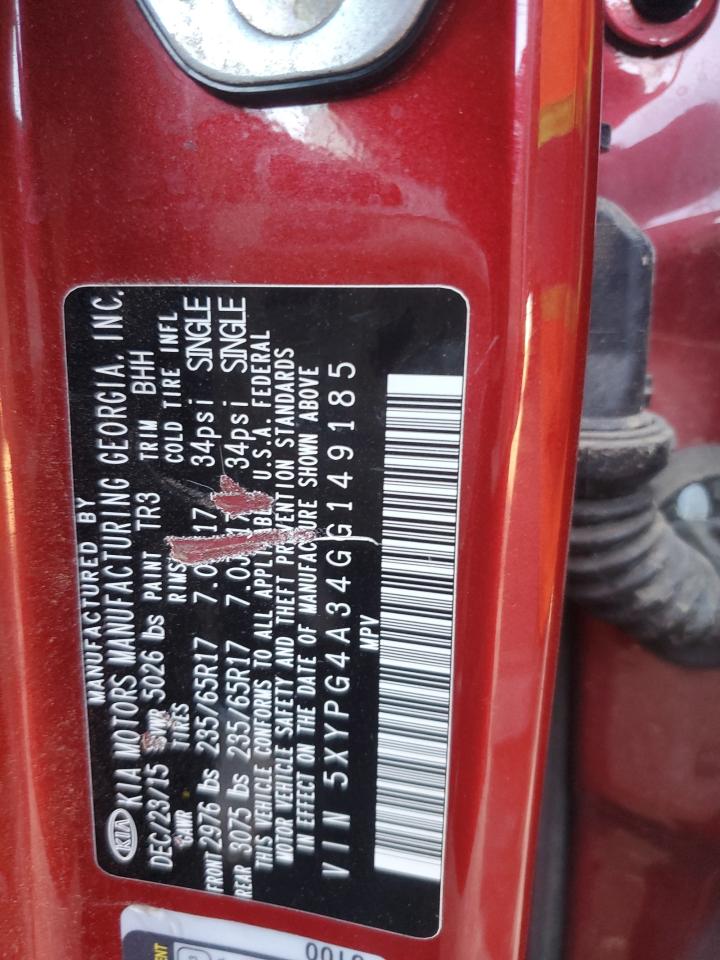 MANUFACTURED BY
KIA KIA MOTORS MANUFACTURING GEORGIA, INC.
DEC/23/15 GVWR 5026 lbs PAINT TR3 TRIM BHH
GAWR TIRES RIMS COLD TIRE INFL
FRONT 2976 lbs 235/65R17 7.0 17 34psi SINGLE
REAR 3075 lbs 235/65R17 7.0J 17 34psi SINGLE
THIS VEHICLE CONFORMS TO ALL APPLICABLE U.S.A. FEDERAL
MOTOR VEHICLE SAFETY AND THEFT PREVENTION STANDARDS
IN EFFECT ON THE DATE OF MANUFACTURE SHOWN ABOVE
VIN 5XYPG4A34GG149185
MPV